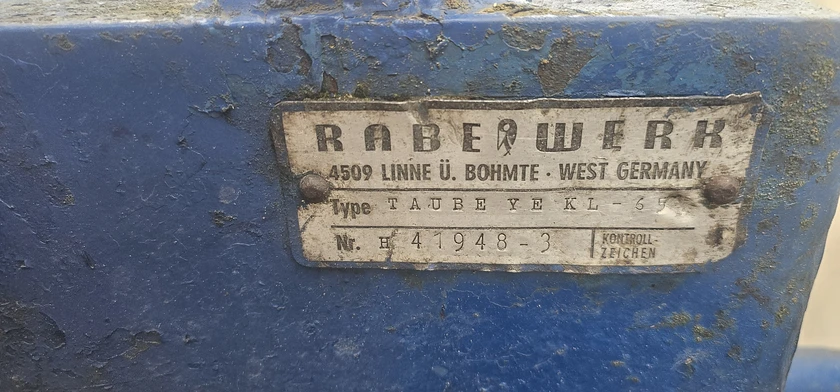 RABEWERK
4509 LINNE Ü. BOHMTE · WEST GERMANY
Type TAUBE YE KL - 65
Nr. H 41948-3 KONTROLL-
ZEICHEN